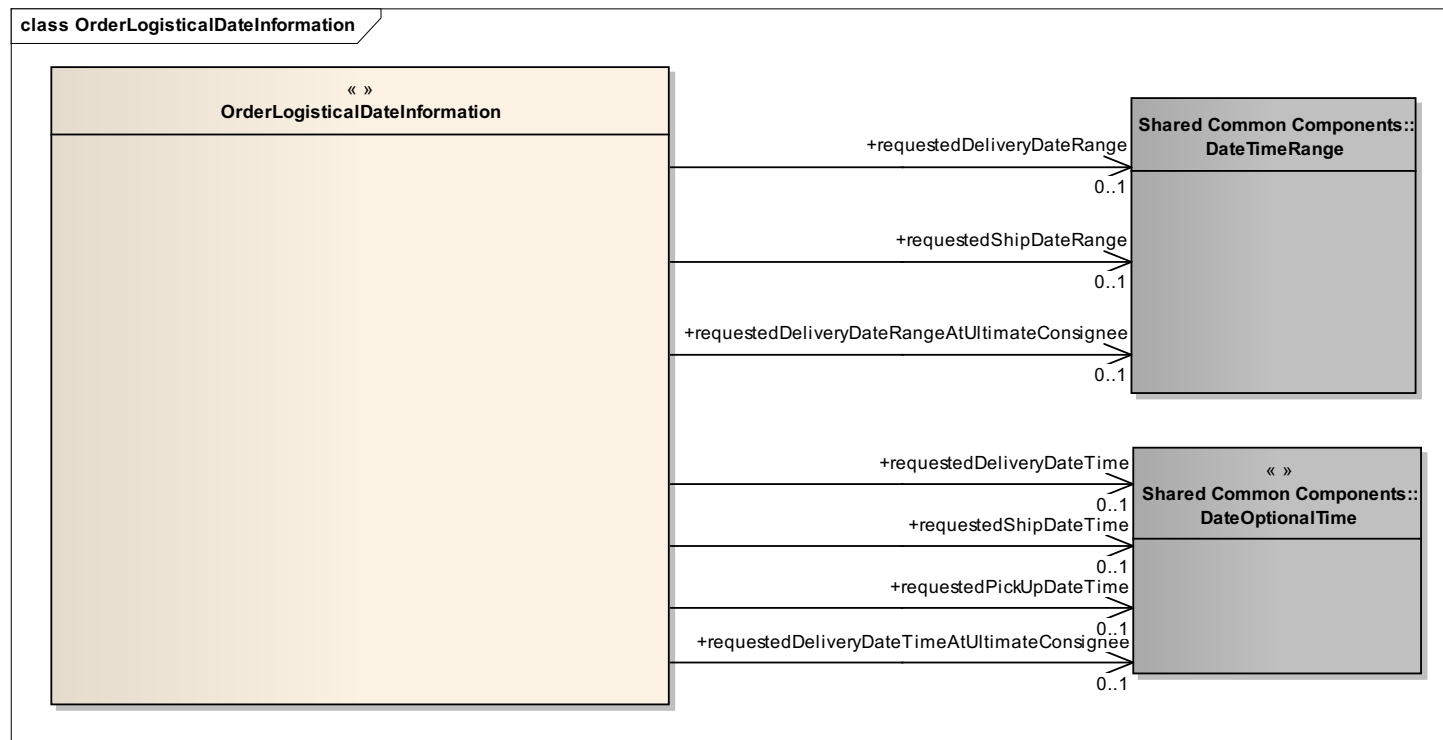 class OrderLogisticalDateInformation
« »
OrderLogisticalDateInformation
+requestedDeliveryDateRange
0..1
+requestedShipDateRange
0..1
+requestedDeliveryDateRangeAtUltimateConsignee
0..1
Shared Common Components::
DateTimeRange
+requestedDeliveryDateTime
0..1
+requestedShipDateTime
0..1
+requestedPickUpDateTime
0..1
+requestedDeliveryDateTimeAtUltimateConsignee
0..1
« »
Shared Common Components::
DateOptionalTime